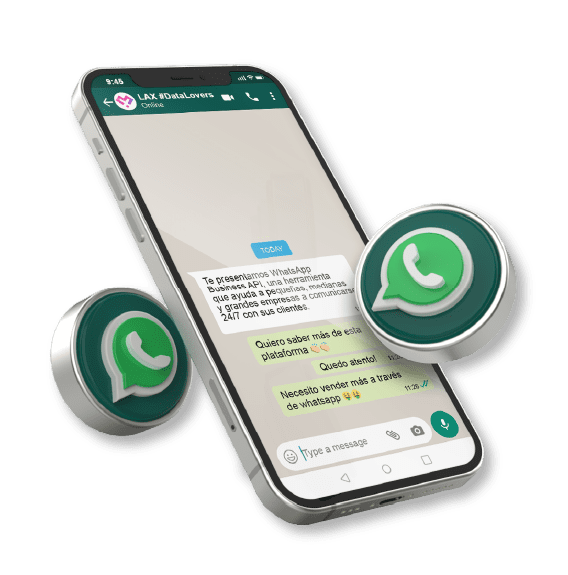 9:45
LAX #DataLovers
Online
TODAY
Te presentamos WhatsApp
Business API, una herramienta
que ayuda a pequeñas, medianas
y grandes empresas a comunicarse
24/7 con sus clientes.
Quiero saber más de esta
plataforma 👏🏻👏🏻
Quedo atento!
Necesito vender más a través
de whatsapp 🤑🤑
11:26
Type a message